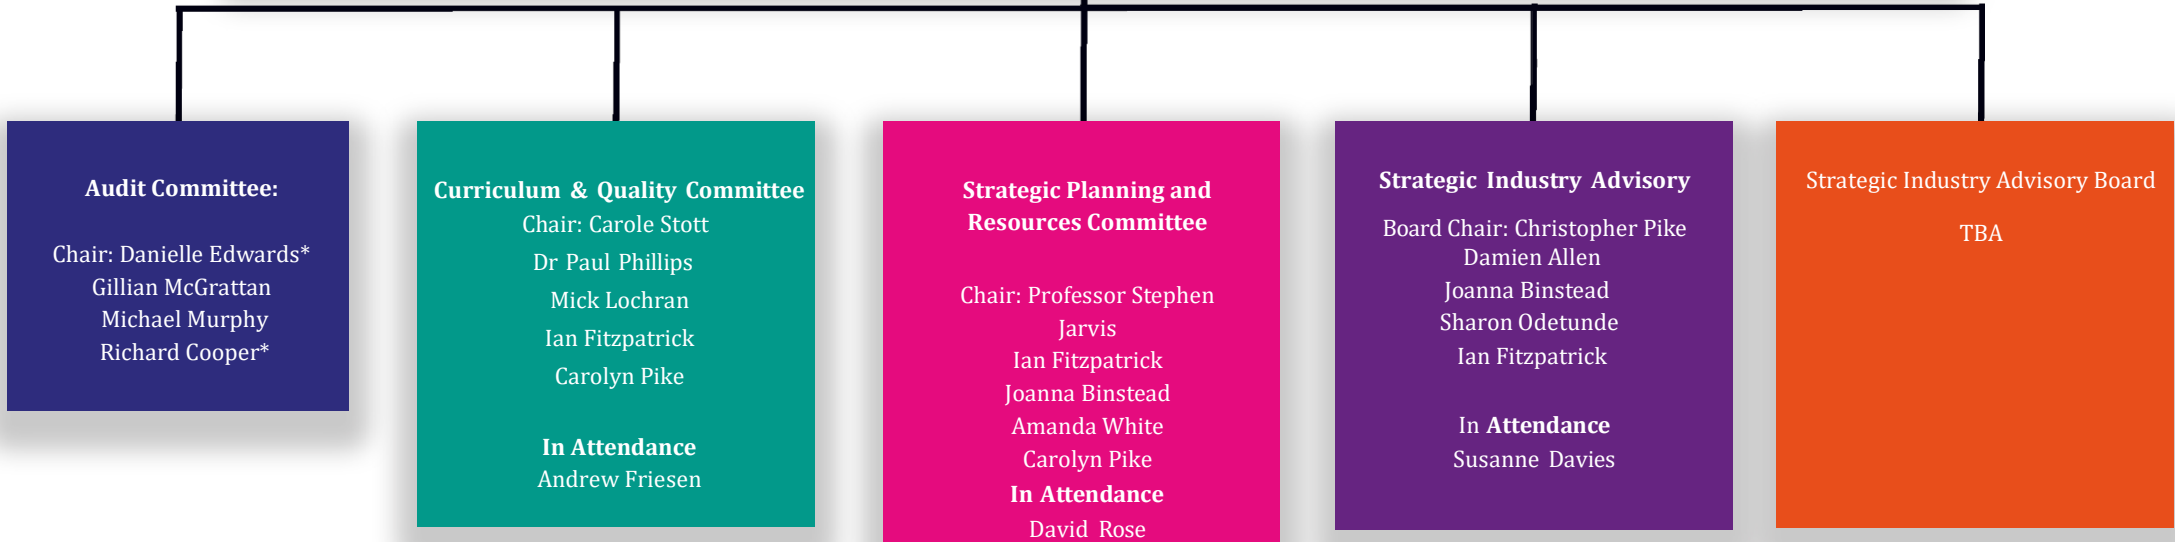 Audit Committee:
Chair: Danielle Edwards*
Gillian McGrattan
Michael Murphy
Richard Cooper*
Curriculum & Quality Committee
Chair: Carole Stott
Dr Paul Phillips
Mick Lochran
Ian Fitzpatrick
Carolyn Pike
In Attendance
Andrew Friesen
Strategic Planning and
Resources Committee
Chair: Professor Stephen
Jarvis
Ian Fitzpatrick
Joanna Binstead
Amanda White
Carolyn Pike
In Attendance
David Rose
Strategic Industry Advisory
Board Chair: Christopher Pike
Damien Allen
Joanna Binstead
Sharon Odetunde
Ian Fitzpatrick
In Attendance
Susanne Davies
Strategic Industry Advisory Board
TBA